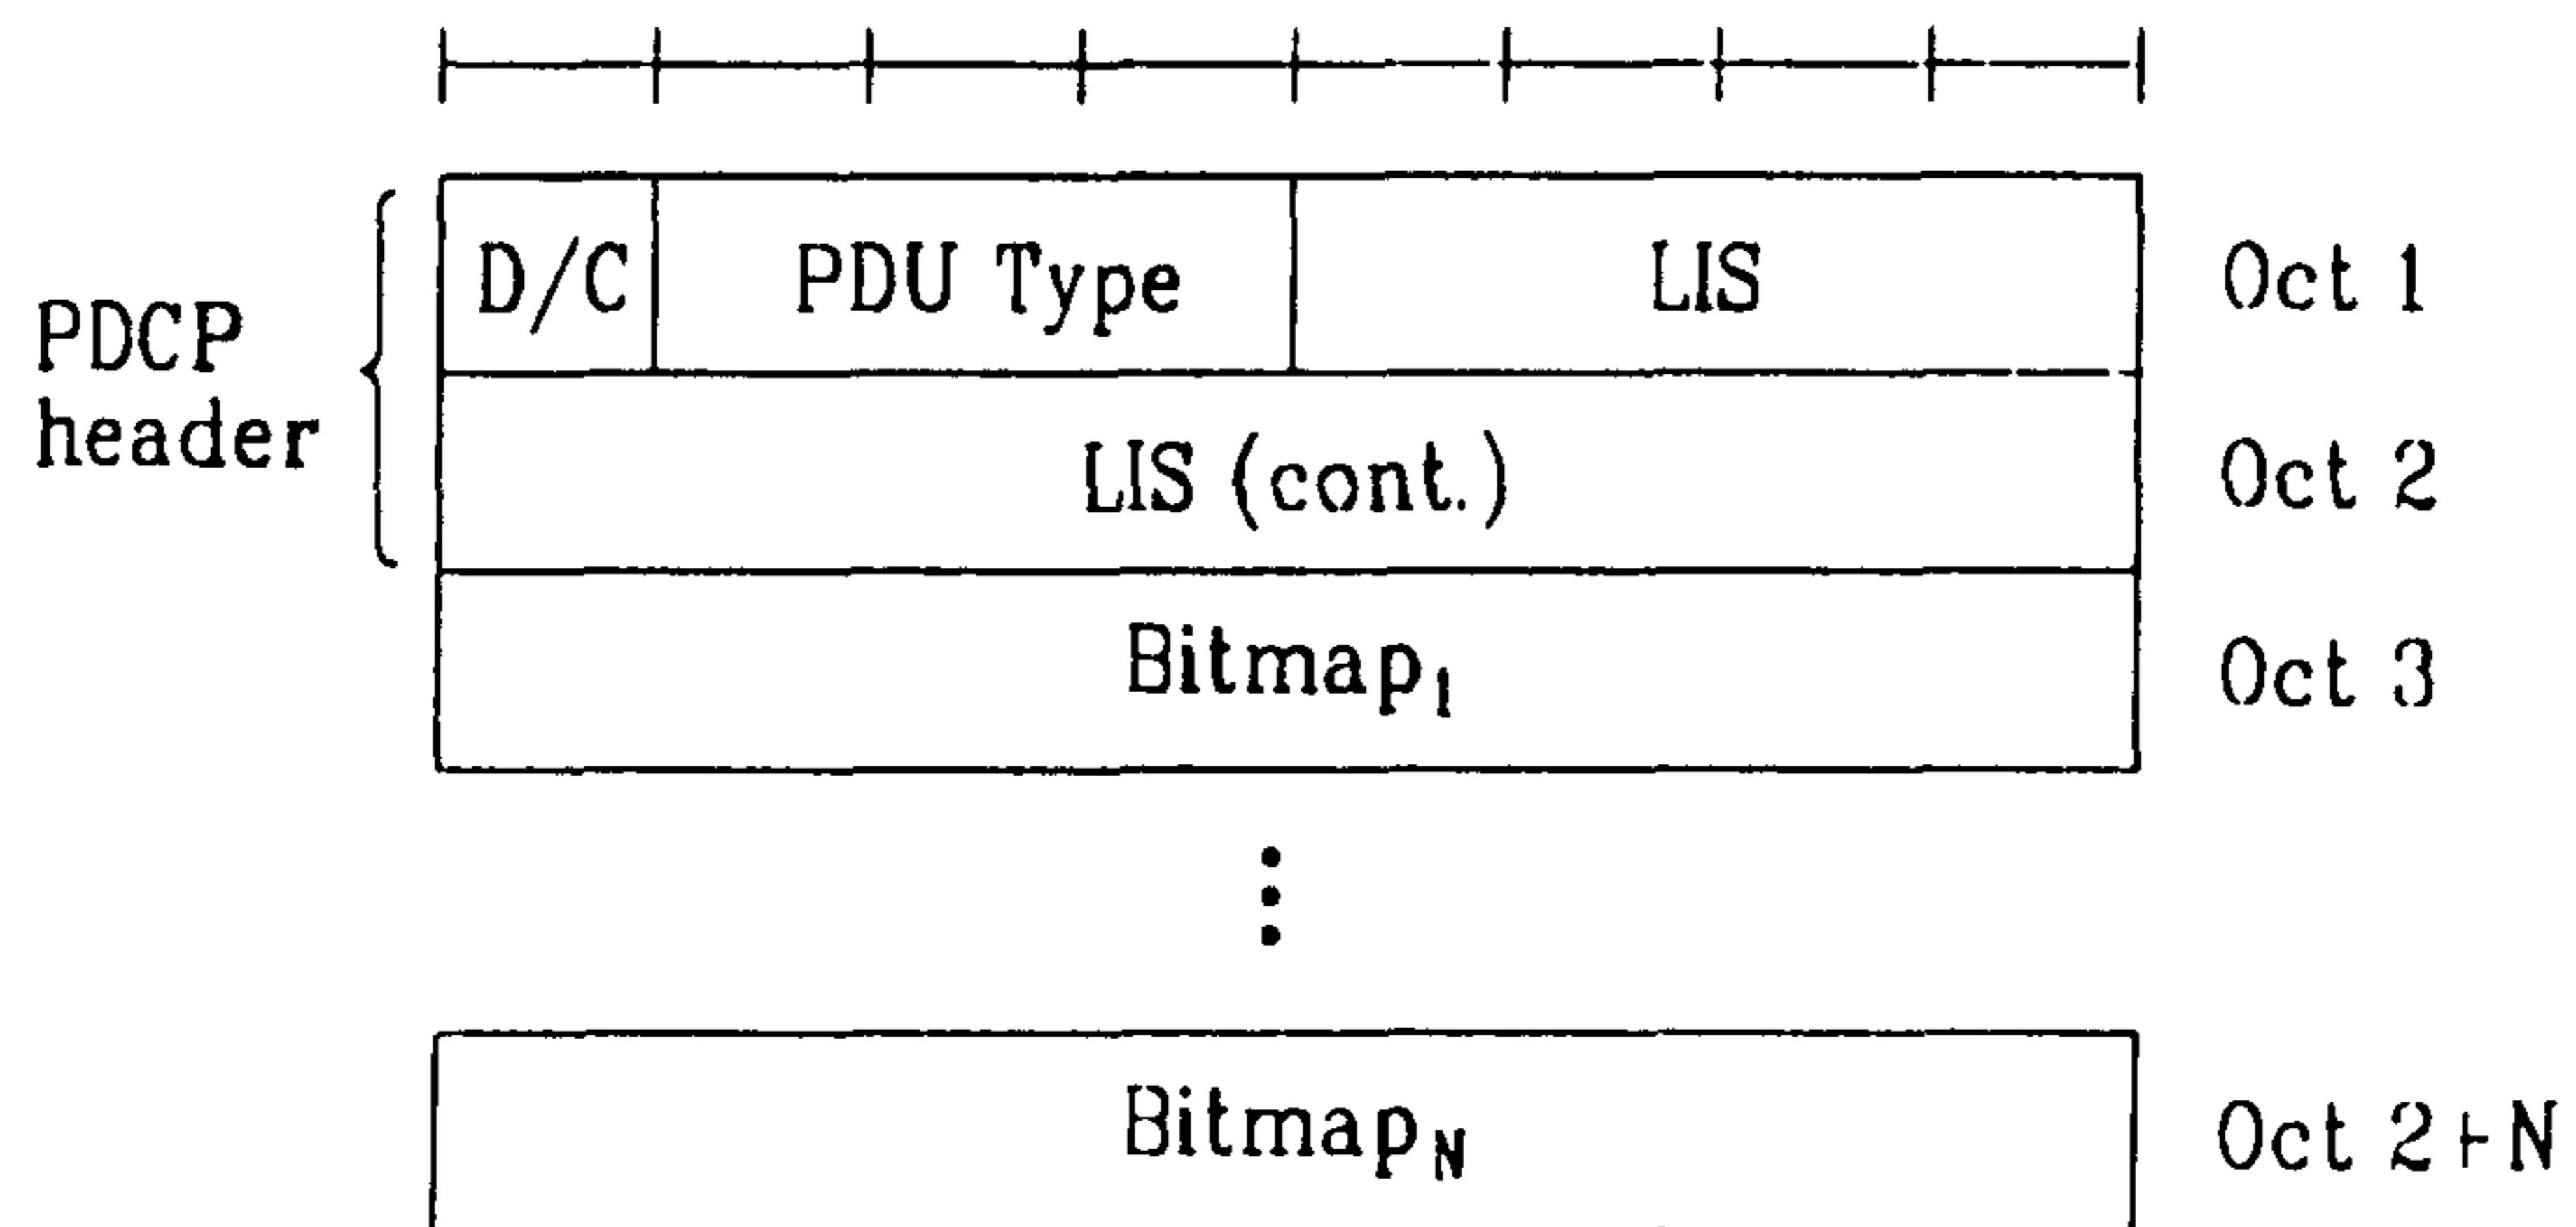 D/C PDU Type LIS Oct 1
PDCP
header
LIS (cont.) Oct 2
Bitmap1 Oct 3
BitmapN Oct 2+N